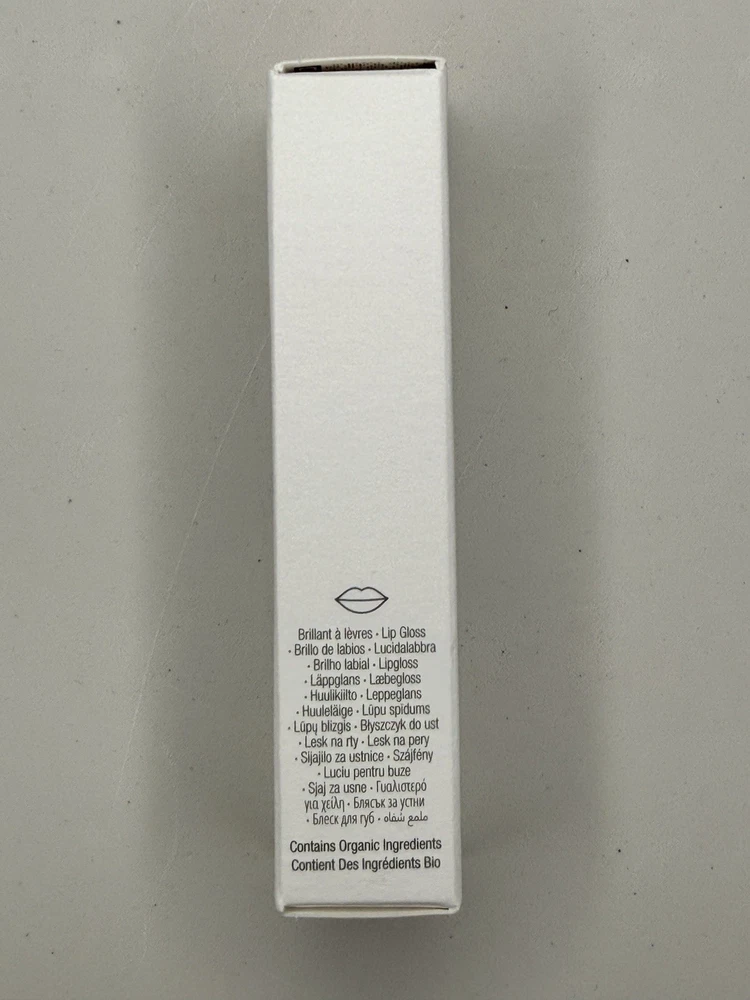 Brillant à lèvres • Lip Gloss
• Brillo de labios • Lucidalabbra
• Brilho labial • Lipgloss
• Läppglans • Læbegloss
• Huulikiilto • Leppeglans
• Huuleläige • Lūpu spīdums
• Lūpų blizgis • Błyszczyk do ust
• Lesk na rty • Lesk na pery
• Sijajilo za ustnice • Szájfény
• Luciu pentru buze
• Sjaj za usne • Γυαλιστερό
για χείλη • Блясък за устни
• Блеск для губ • ملمع شفاه
Contains Organic Ingredients
Contient Des Ingrédients Bio